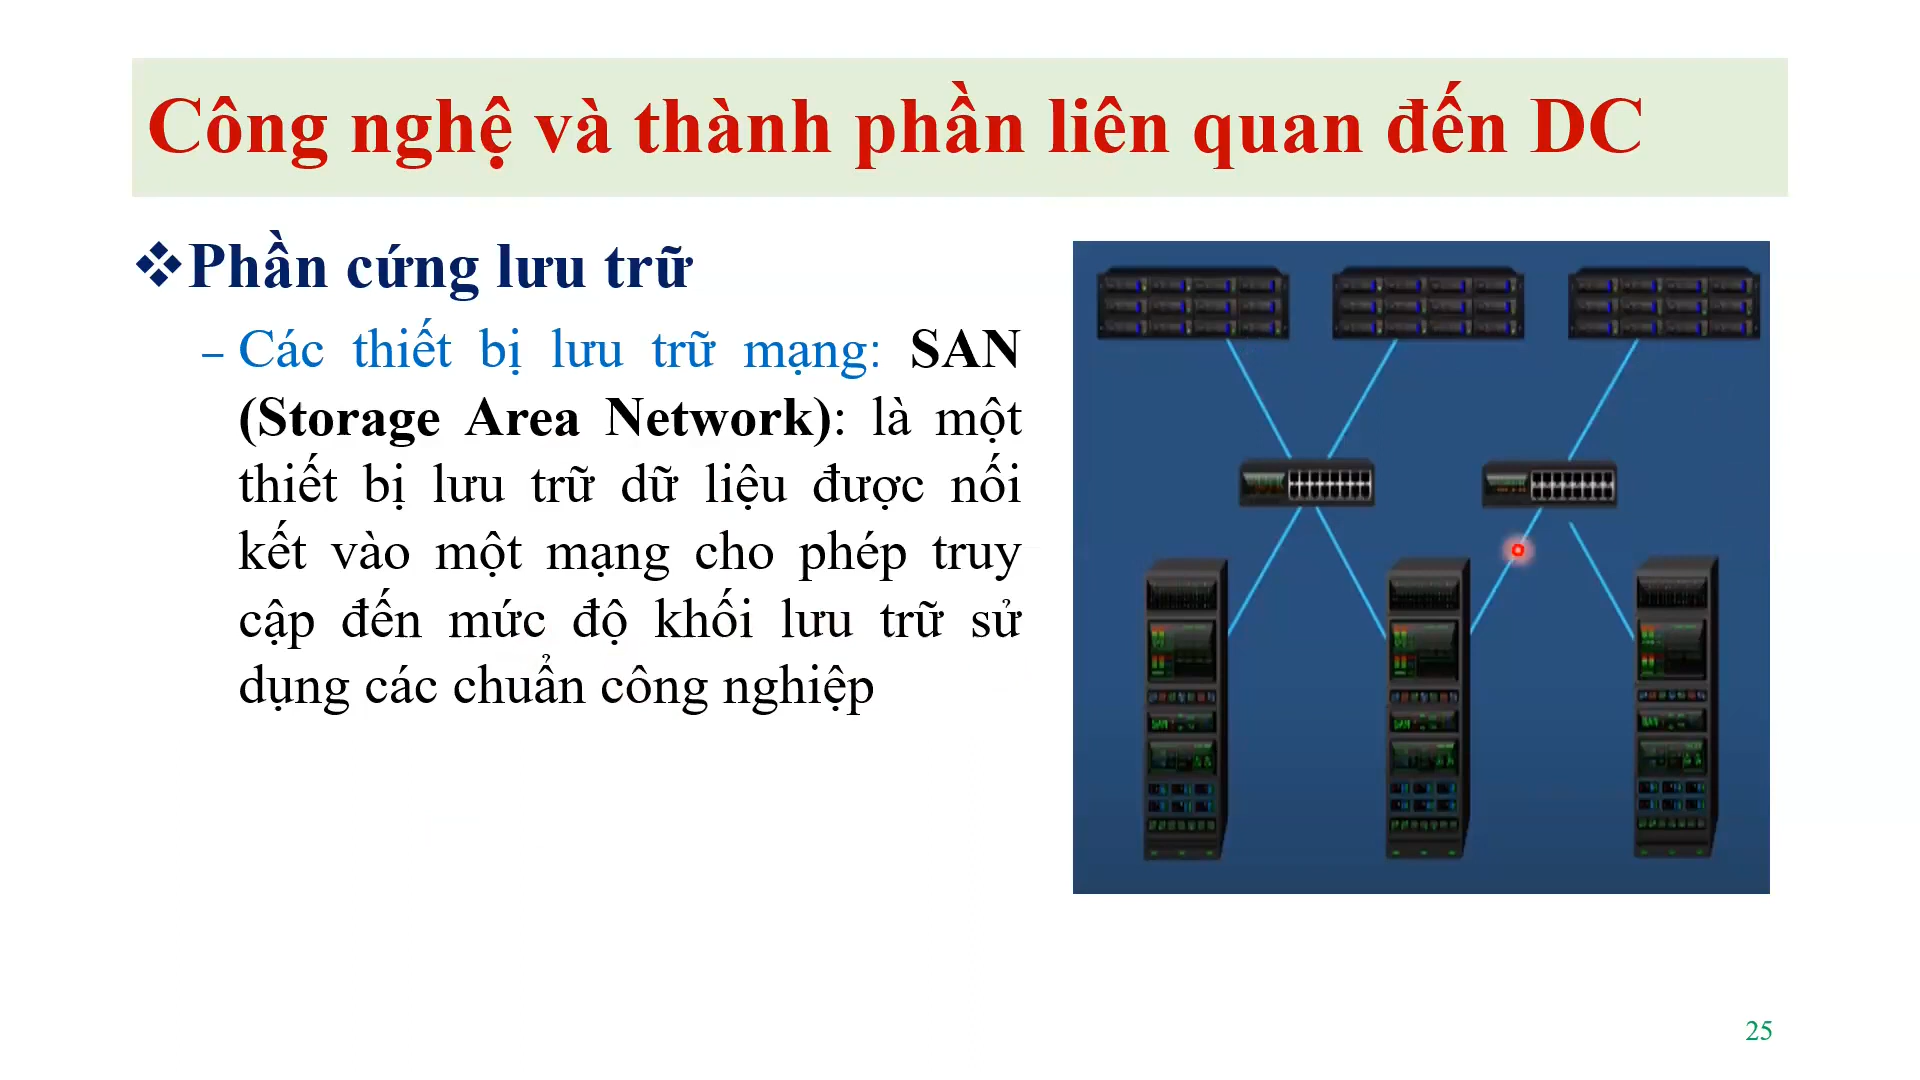 Công nghệ và thành phần liên quan đến DC
❖Phần cứng lưu trữ
– Các thiết bị lưu trữ mạng: SAN
(Storage Area Network): là một
thiết bị lưu trữ dữ liệu được nối
kết vào một mạng cho phép truy
cập đến mức độ khối lưu trữ sử
dụng các chuẩn công nghiệp
25